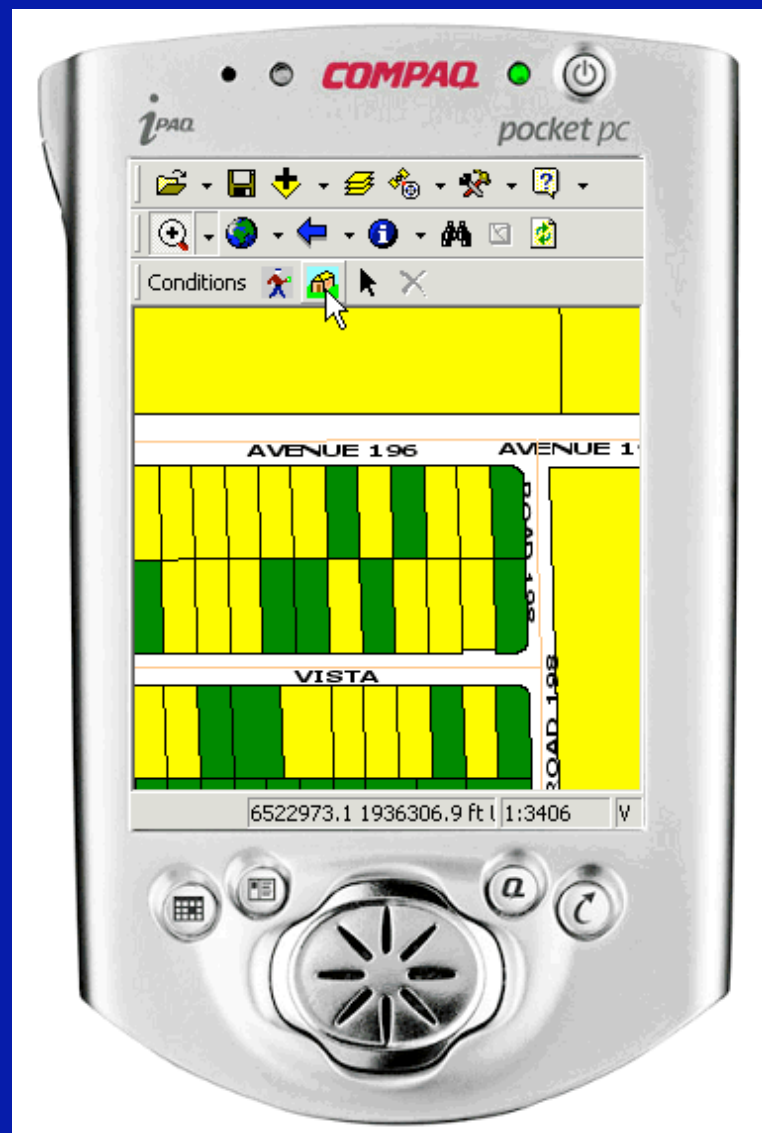 COMPAQ
iPAQ
pocket pc
Conditions
AVENUE 196
AVENUE 1
ROAD 198
VISTA
ROAD 198
6522973.1 1936306.9 ft
1:3406
V